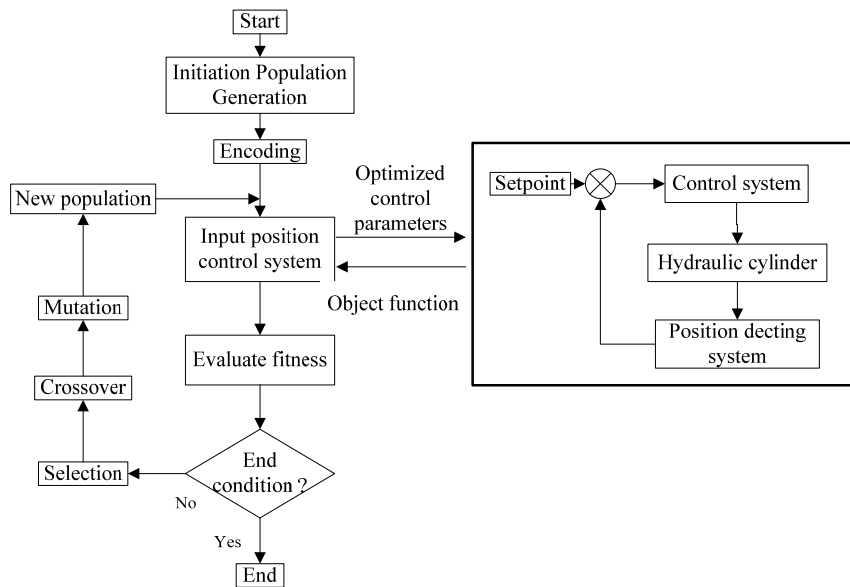 Start
Initiation Population
Generation
Encoding
New population
Input position
control system
Optimized
control
parameters
Object function
Setpoint
Control system
Hydraulic cylinder
Position decting
system
Mutation
Evaluate fitness
Crossover
Selection
End
condition ?
No
Yes
End